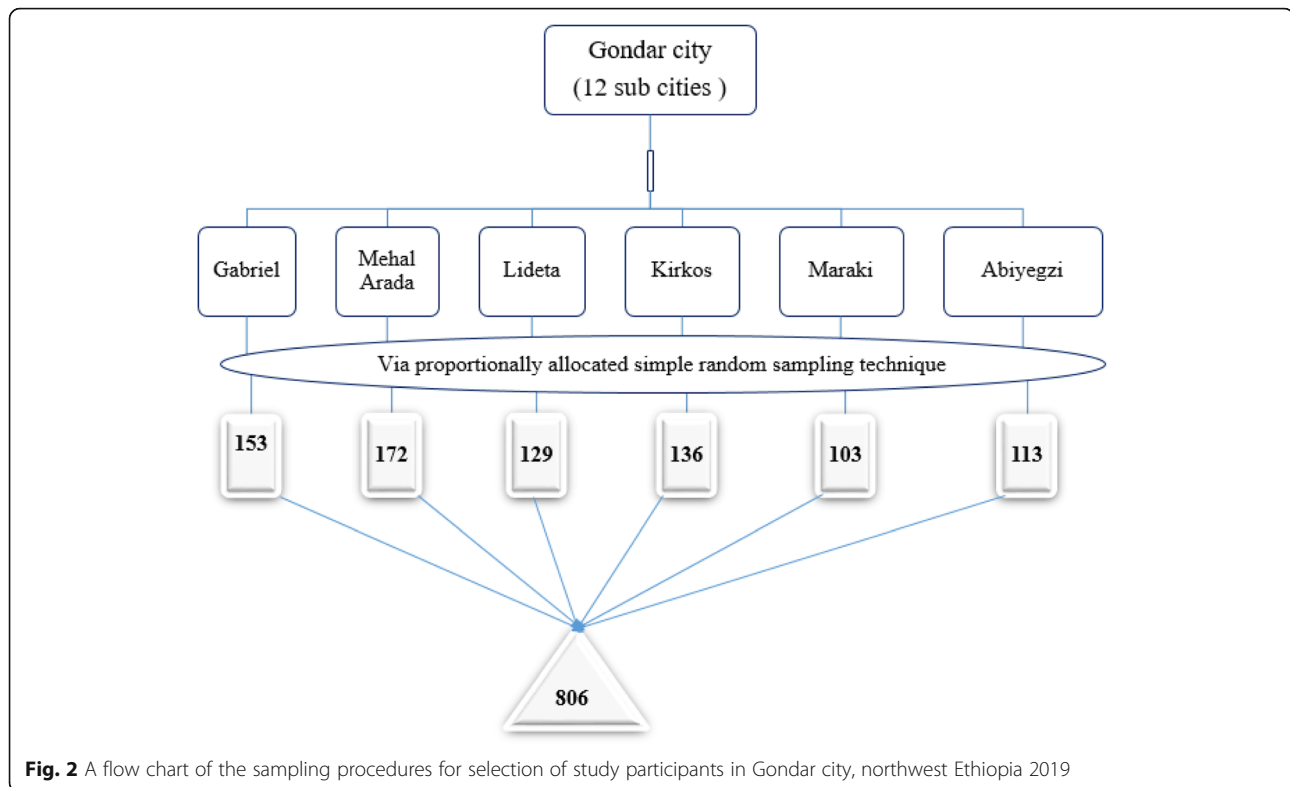 Gondar city
(12 sub cities )
Gabriel
Mehal
Arada
Lideta
Kirkos
Maraki
Abiyegzi
Via proportionally allocated simple random sampling technique
153
172
129
136
103
113
806
Fig. 2 A flow chart of the sampling procedures for selection of study participants in Gondar city, northwest Ethiopia 2019